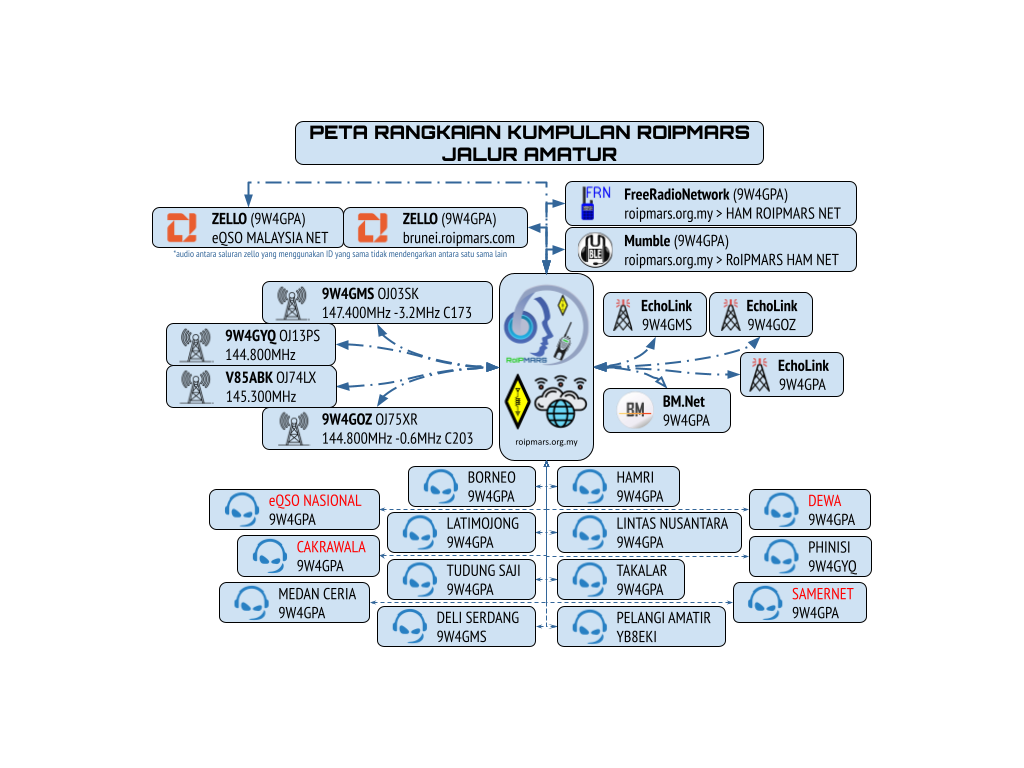 PETA RANGKAIAN KUMPULAN ROIPMARS
JALUR AMATUR
ZELLO (9W4GPA)
eQSO MALAYSIA NET
ZELLO (9W4GPA)
brunei.roipmars.com
*audio antara saluran zello yang menggunakan ID yang sama tidak mendengarkan antara satu sama lain
FRN
FreeRadioNetwork (9W4GPA)
roipmars.org.my > HAM ROIPMARS NET
BLE
Mumble (9W4GPA)
roipmars.org.my > RoIPMARS HAM NET
9W4GMS OJ03SK
147.400MHz -3.2MHz C173
9W4GYQ OJ13PS
144.800MHz
V85ABK OJ74LX
145.300MHz
9W4GOZ OJ75XR
144.800MHz -0.6MHz C203
RoIPMARS
roipmars.org.my
EchoLink
9W4GMS
EchoLink
9W4GOZ
EchoLink
9W4GPA
BM
BM.Net
9W4GPA
BORNEO
9W4GPA
HAMRI
9W4GPA
eQSO NASIONAL
9W4GPA
DEWA
9W4GPA
LATIMOJONG
9W4GPA
LINTAS NUSANTARA
9W4GPA
CAKRAWALA
9W4GPA
PHINISI
9W4GYQ
TUDUNG SAJI
9W4GPA
TAKALAR
9W4GPA
MEDAN CERIA
9W4GPA
SAMERNET
9W4GPA
DELI SERDANG
9W4GMS
PELANGI AMATIR
YB8EKI